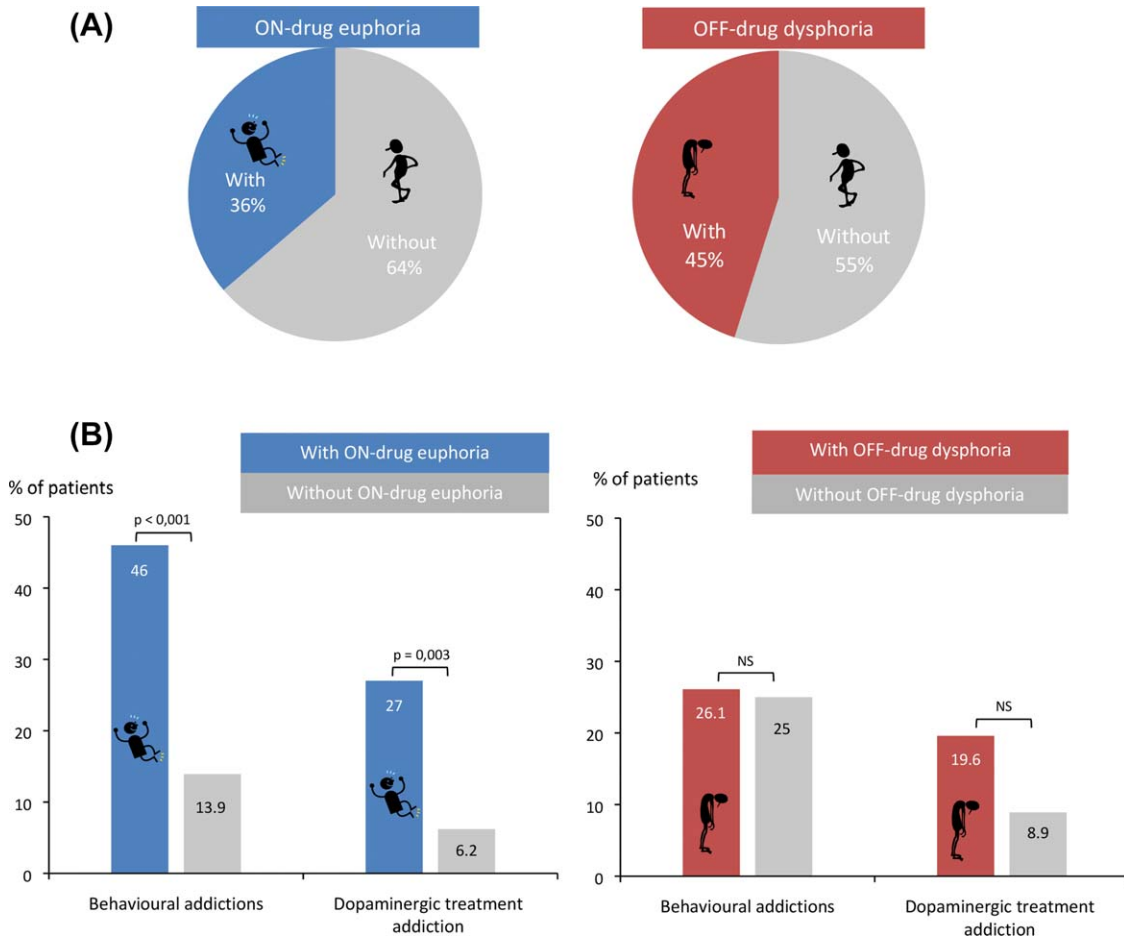 (A)
ON-drug euphoria
With
36%
Without
64%
OFF-drug dysphoria
With
45%
Without
55%
(B)
With ON-drug euphoria
Without ON-drug euphoria
% of patients
50
40
30
20
10
0
p < 0,001
46
13.9
p = 0,003
27
6.2
Behavioural addictions
Dopaminergic treatment
addiction
With OFF-drug dysphoria
Without OFF-drug dysphoria
% of patients
50
40
30
20
10
0
NS
26.1
25
NS
19.6
8.9
Behavioural addictions
Dopaminergic treatment
addiction